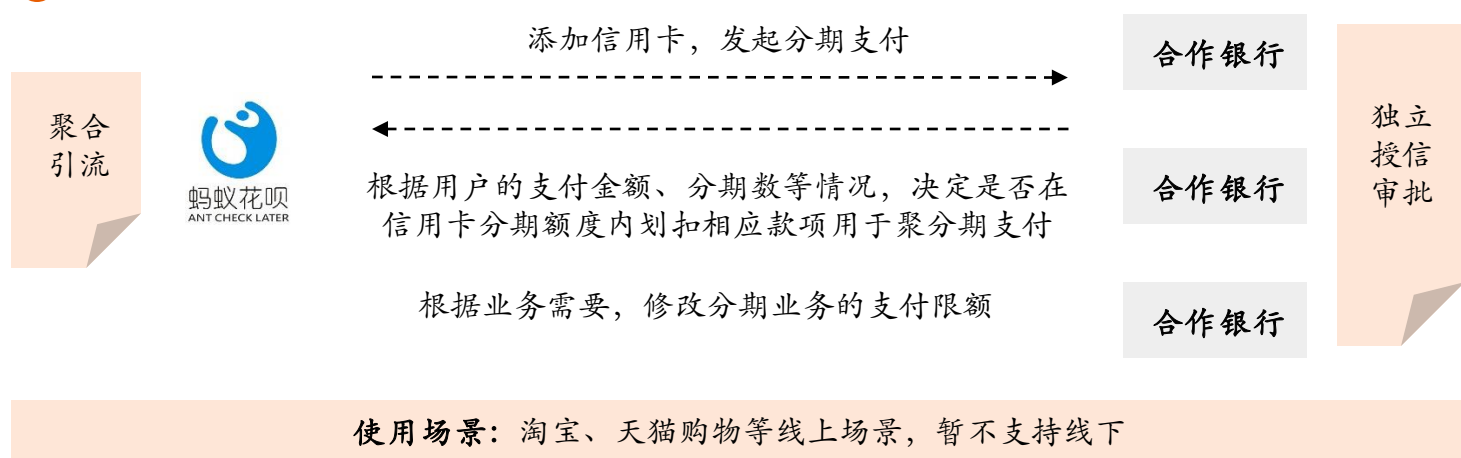 添加信用卡，发起分期支付
合作银行
聚合
引流
独立
授信
审批
蚂蚁花呗
ANT CHECK LATER
根据用户的支付金额、分期数等情况，决定是否在
信用卡分期额度内划扣相应款项用于聚分期支付
合作银行
根据业务需要，修改分期业务的支付限额
合作银行
使用场景：淘宝、天猫购物等线上场景，暂不支持线下